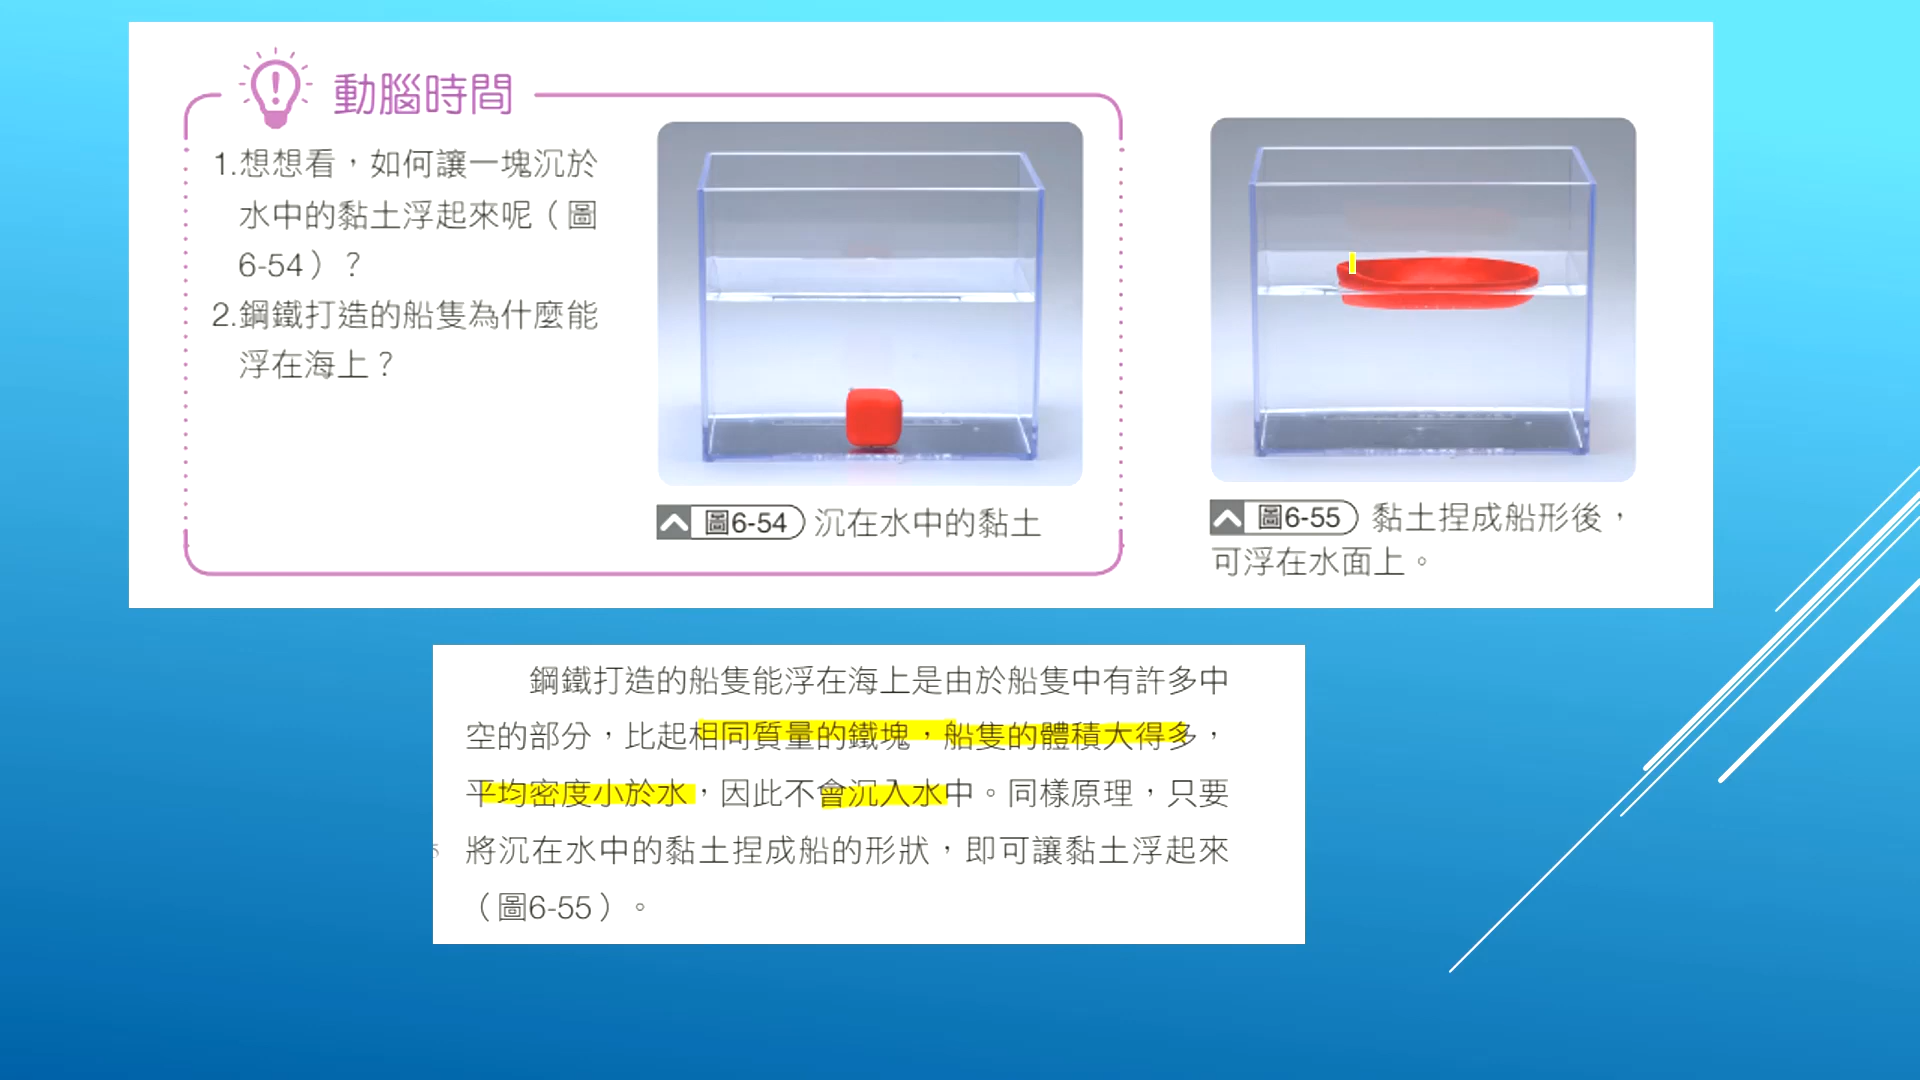 動腦時間
1.想想看，如何讓一塊沉於
水中的黏土浮起來呢（圖
6-54）？
2.鋼鐵打造的船隻為什麼能
浮在海上？
圖6-54 沉在水中的黏土
圖6-55 黏土捏成船形後，
可浮在水面上。
鋼鐵打造的船隻能浮在海上是由於船隻中有許多中
空的部分，比起相同質量的鐵塊，船隻的體積大得多，
平均密度小於水，因此不會沉入水中。同樣原理，只要
將沉在水中的黏土捏成船的形狀，即可讓黏土浮起來
（圖6-55）。